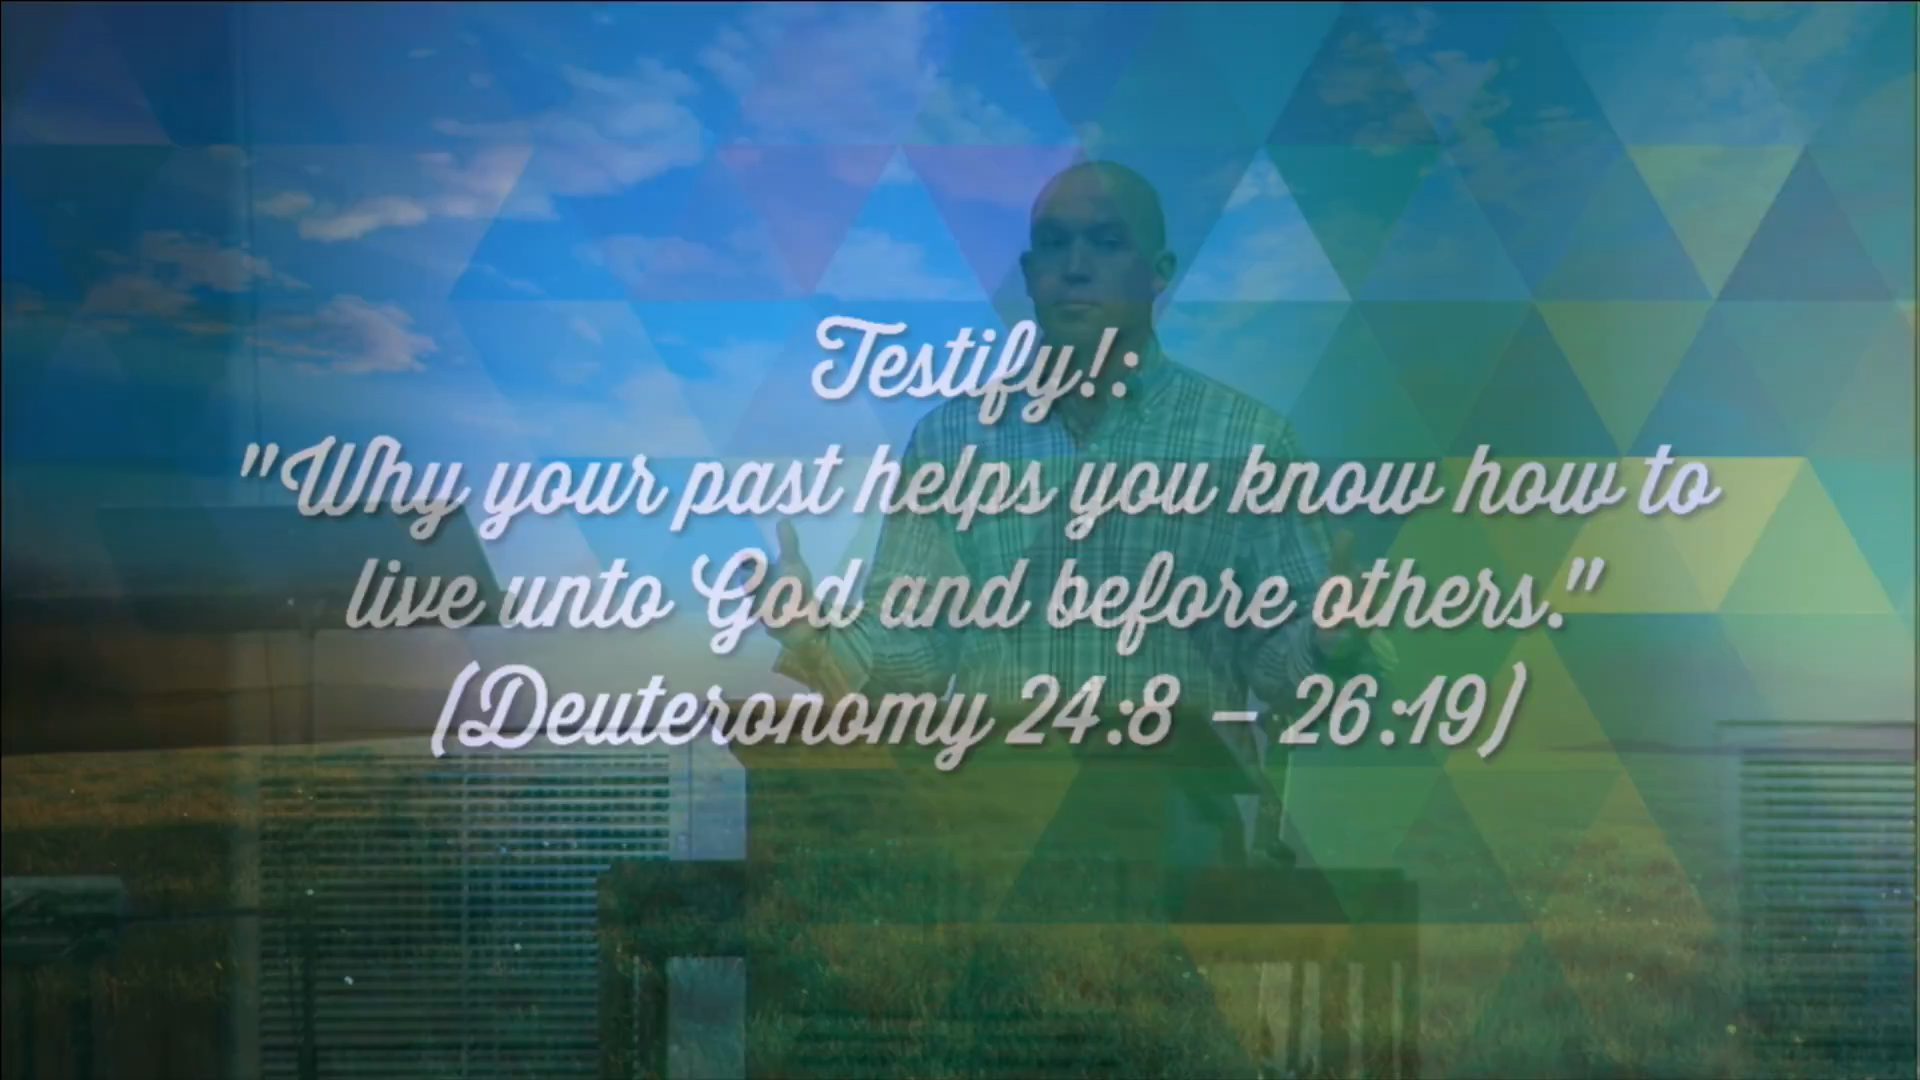 Testify!:
"Why your past helps you know how to
live unto God and before others."
(Deuteronomy 24:8 – 26:19)